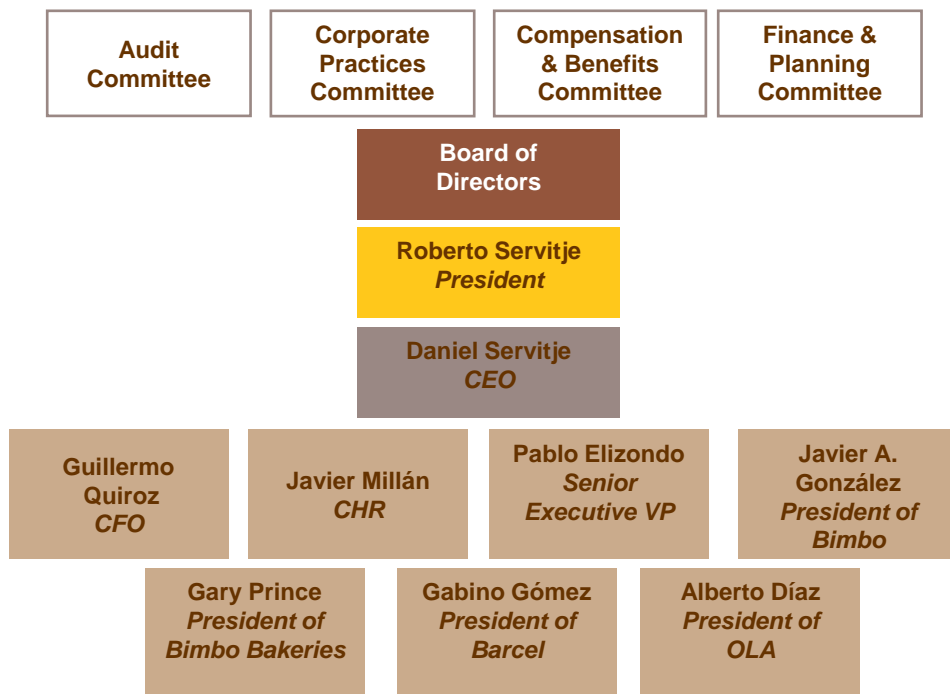 Audit
Committee
Corporate
Practices
Committee
Compensation
& Benefits
Committee
Finance &
Planning
Committee
Board of
Directors
Roberto Servitje
President
Daniel Servitje
CEO
Guillermo
Quiroz
CFO
Javier Millán
CHR
Pablo Elizondo
Senior
Executive VP
Javier A.
González
President of
Bimbo
Gary Prince
President of
Bimbo Bakeries
Gabino Gómez
President of
Barcel
Alberto Díaz
President of
OLA